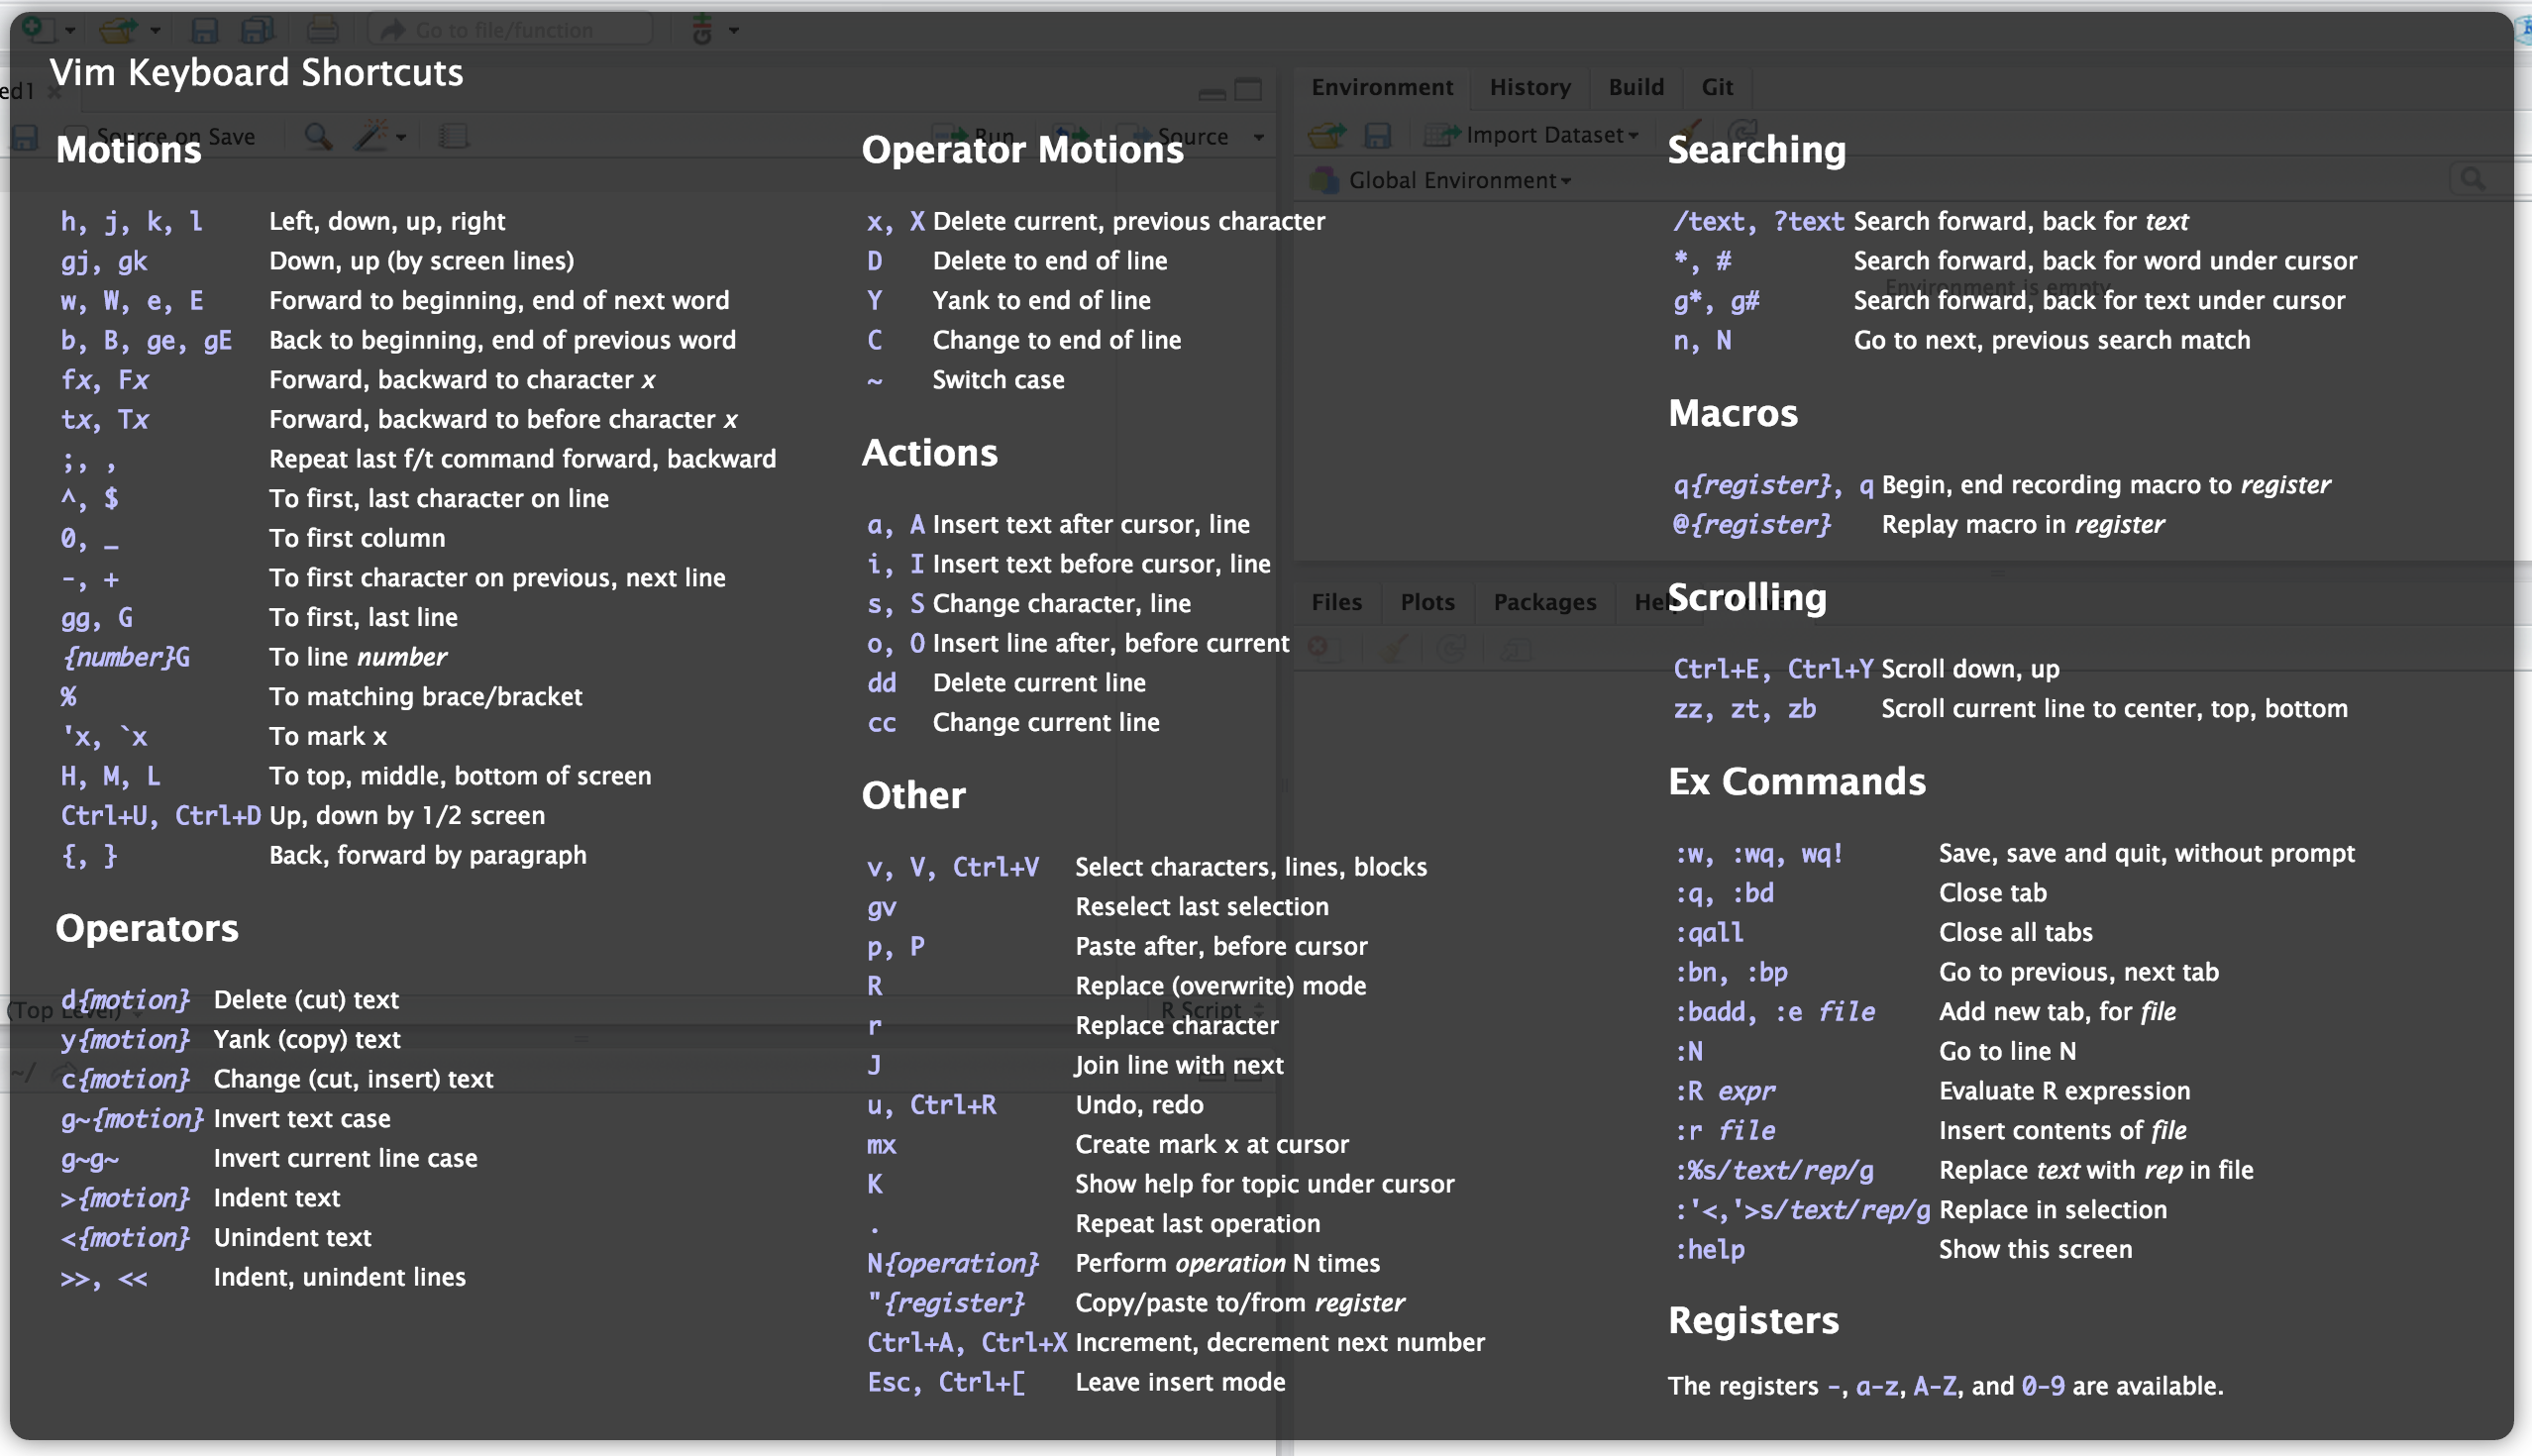 Go to file/function
Vim Keyboard Shortcuts
ed1
Source on Save
Run
Source
Environment
History
Build
Git
Import Dataset
Global Environment
Environment is empty
Motions
h, j, k, l Left, down, up, right
gj, gk Down, up (by screen lines)
w, W, e, E Forward to beginning, end of next word
b, B, ge, gE Back to beginning, end of previous word
fx, Fx Forward, backward to character x
tx, Tx Forward, backward to before character x
;, , Repeat last f/t command forward, backward
^, $ To first, last character on line
0, _ To first column
-, + To first character on previous, next line
gg, G To first, last line
{number}G To line number
% To matching brace/bracket
'x, `x To mark x
H, M, L To top, middle, bottom of screen
Ctrl+U, Ctrl+D Up, down by 1/2 screen
{, } Back, forward by paragraph
Operators
d{motion} Delete (cut) text
y{motion} Yank (copy) text
c{motion} Change (cut, insert) text
g~{motion} Invert text case
g~g~ Invert current line case
>{motion} Indent text
<{motion} Unindent text
>>, << Indent, unindent lines
(Top Level)
R Script
~/
Operator Motions
x, X Delete current, previous character
D Delete to end of line
Y Yank to end of line
C Change to end of line
~ Switch case
Actions
a, A Insert text after cursor, line
i, I Insert text before cursor, line
s, S Change character, line
o, O Insert line after, before current
dd Delete current line
cc Change current line
Other
v, V, Ctrl+V Select characters, lines, blocks
gv Reselect last selection
p, P Paste after, before cursor
R Replace (overwrite) mode
r Replace character
J Join line with next
u, Ctrl+R Undo, redo
mx Create mark x at cursor
K Show help for topic under cursor
. Repeat last operation
N{operation} Perform operation N times
"{register} Copy/paste to/from register
Ctrl+A, Ctrl+X Increment, decrement next number
Esc, Ctrl+[ Leave insert mode
Files
Plots
Packages
Help
Searching
/text, ?text Search forward, back for text
*, # Search forward, back for word under cursor
g*, g# Search forward, back for text under cursor
n, N Go to next, previous search match
Macros
q{register}, q Begin, end recording macro to register
@{register} Replay macro in register
Scrolling
Ctrl+E, Ctrl+Y Scroll down, up
zz, zt, zb Scroll current line to center, top, bottom
Ex Commands
:w, :wq, wq! Save, save and quit, without prompt
:q, :bd Close tab
:qall Close all tabs
:bn, :bp Go to previous, next tab
:badd, :e file Add new tab, for file
:N Go to line N
:R expr Evaluate R expression
:r file Insert contents of file
:%s/text/rep/g Replace text with rep in file
:'<,'>s/text/rep/g Replace in selection
:help Show this screen
Registers
The registers -, a-z, A-Z, and 0-9 are available.